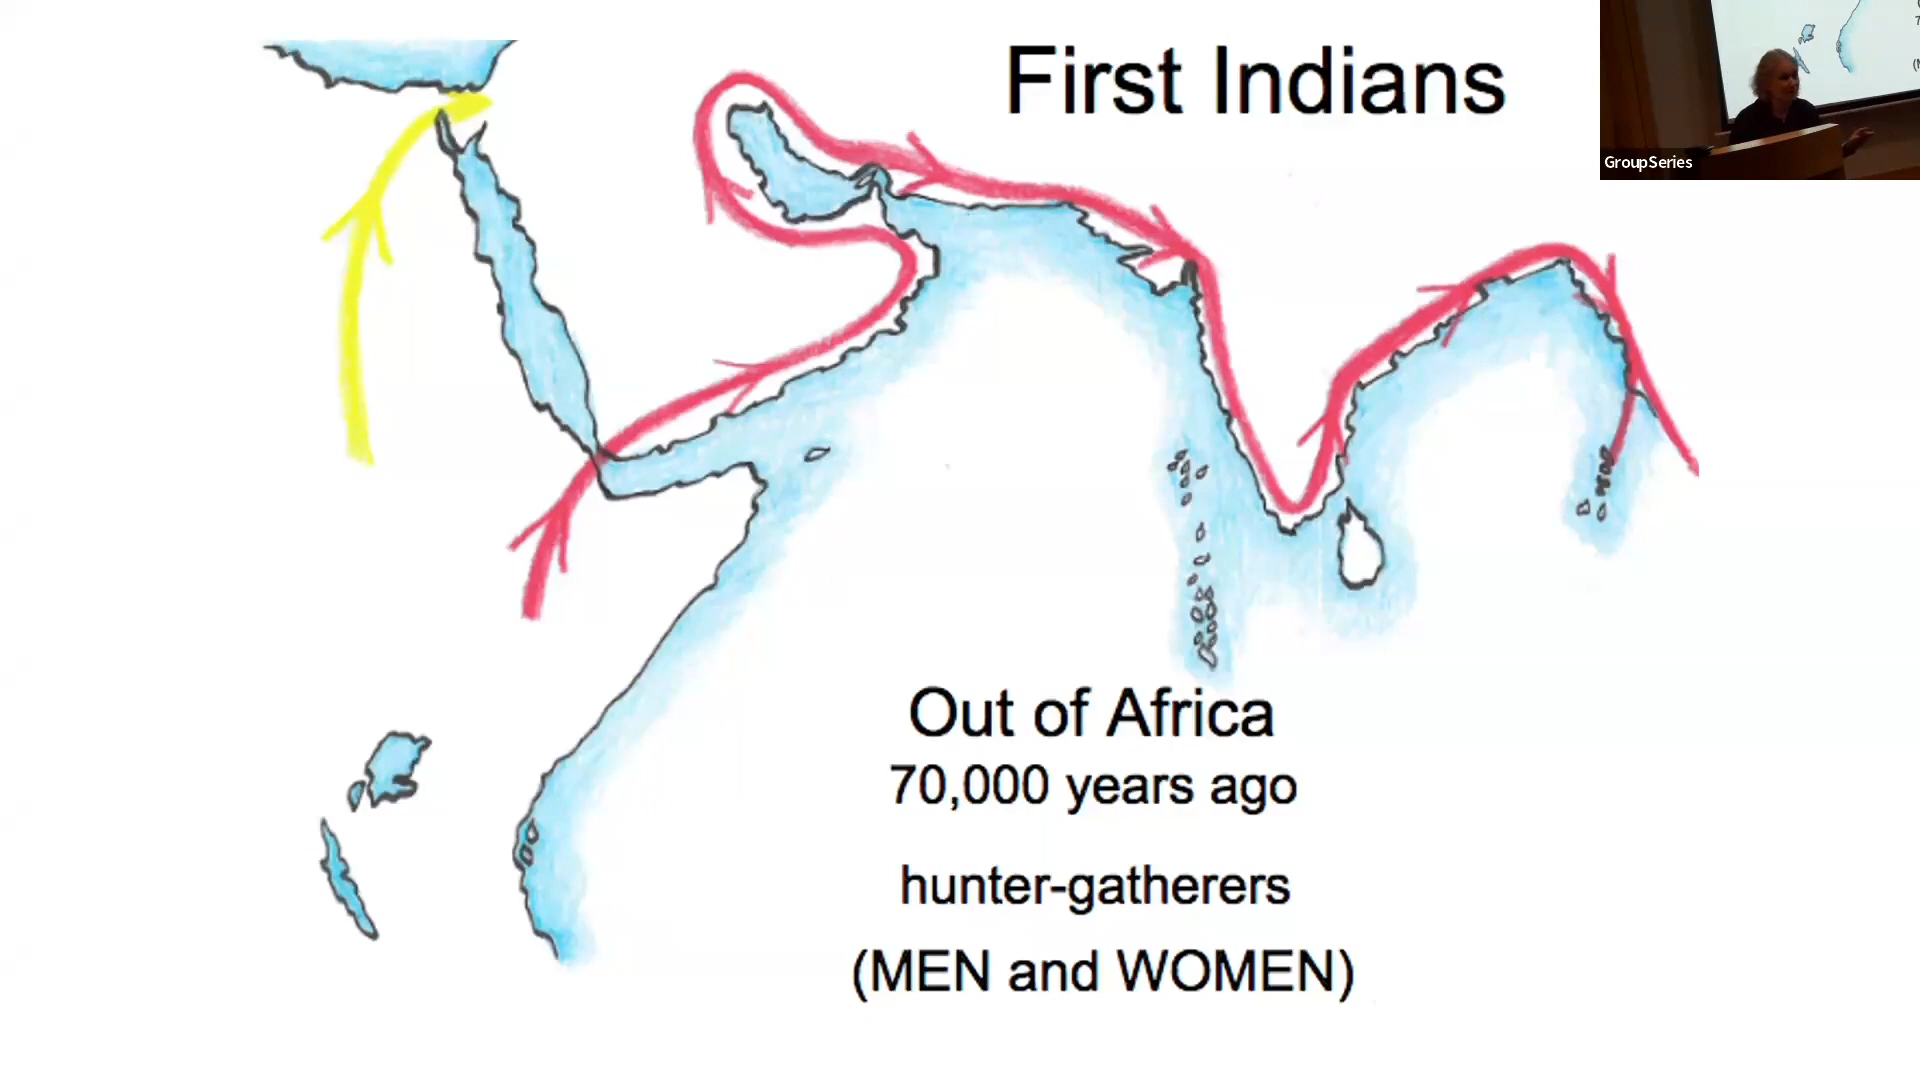 First Indians
GroupSeries
Out of Africa
70,000 years ago
hunter-gatherers
(MEN and WOMEN)